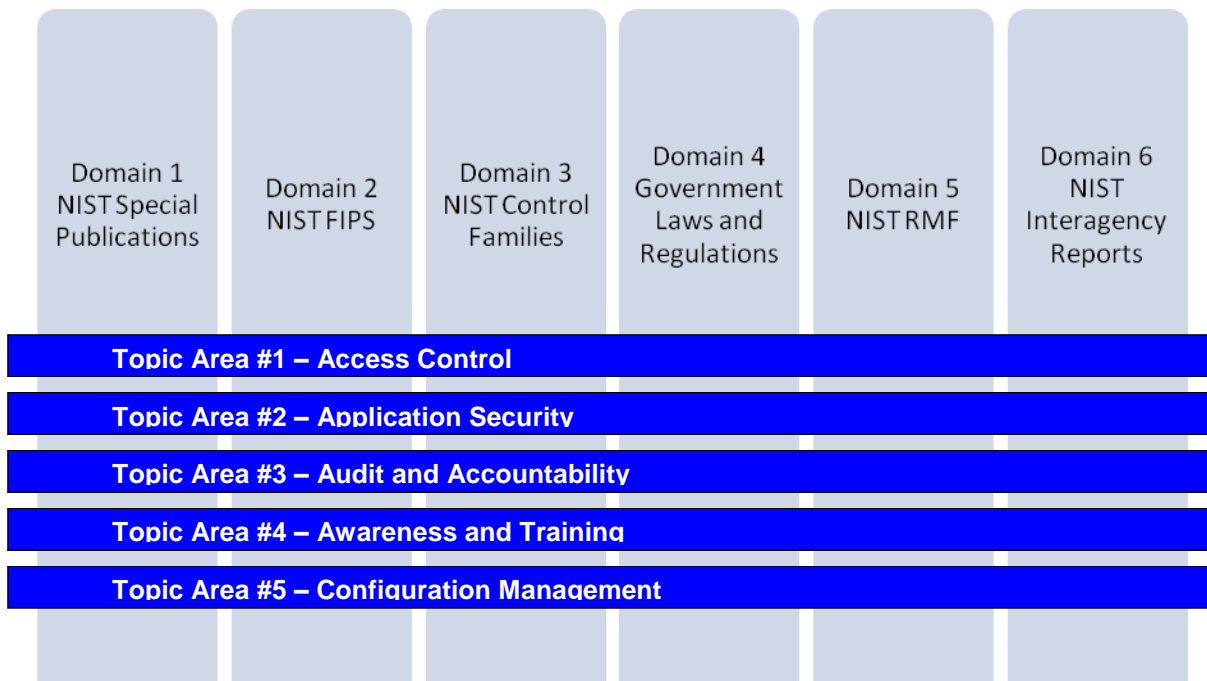 Domain 1
NIST Special
Publications
Domain 2
NIST FIPS
Domain 3
NIST Control
Families
Domain 4
Government
Laws and
Regulations
Domain 5
NIST RMF
Domain 6
NIST
Interagency
Reports
Topic Area #1 – Access Control
Topic Area #2 – Application Security
Topic Area #3 – Audit and Accountability
Topic Area #4 – Awareness and Training
Topic Area #5 – Configuration Management